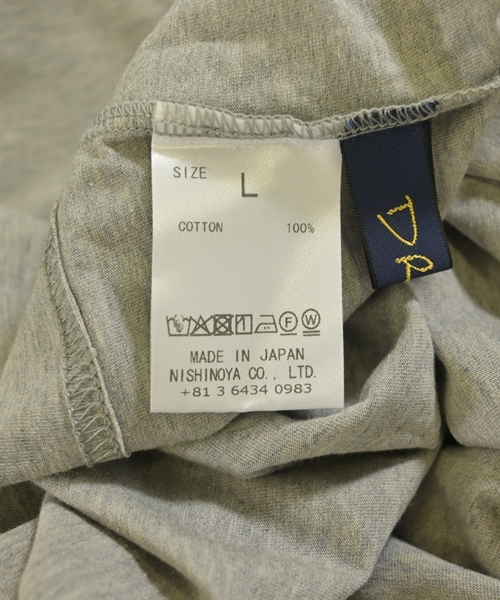 SIZE L
COTTON 100%
MADE IN JAPAN
NISHINOYA CO., LTD.
+81 3 6434 0983